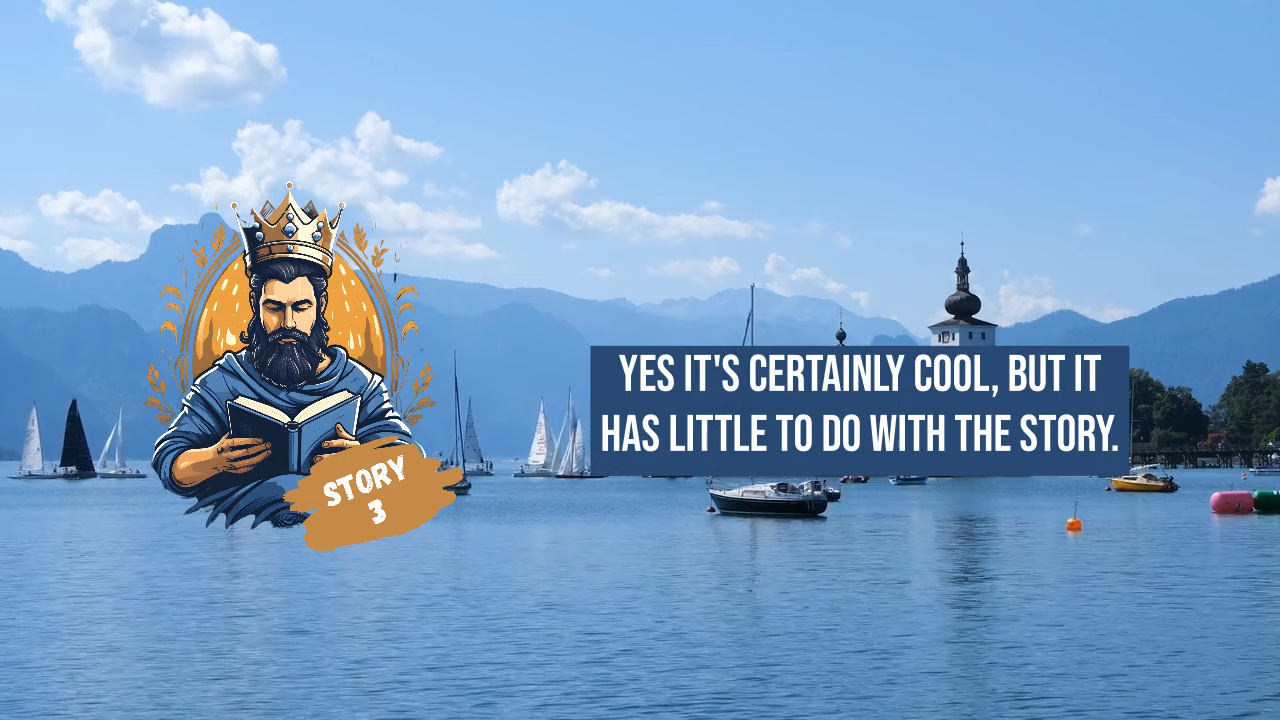 STORY
3
YES IT'S CERTAINLY COOL, BUT IT
HAS LITTLE TO DO WITH THE STORY.